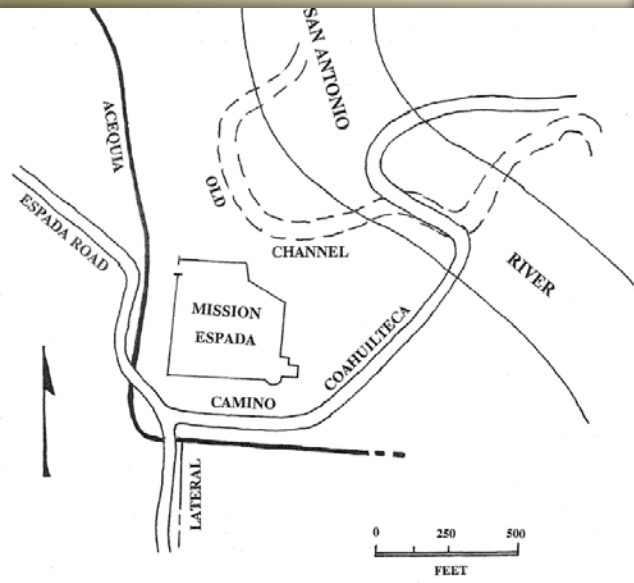 SAN ANTONIO
ACEQUIA
OLD
ESPADA ROAD
CHANNEL
RIVER
MISSION
ESPADA
COAHUILTECA
CAMINO
LATERAL
0 250 500
FEET